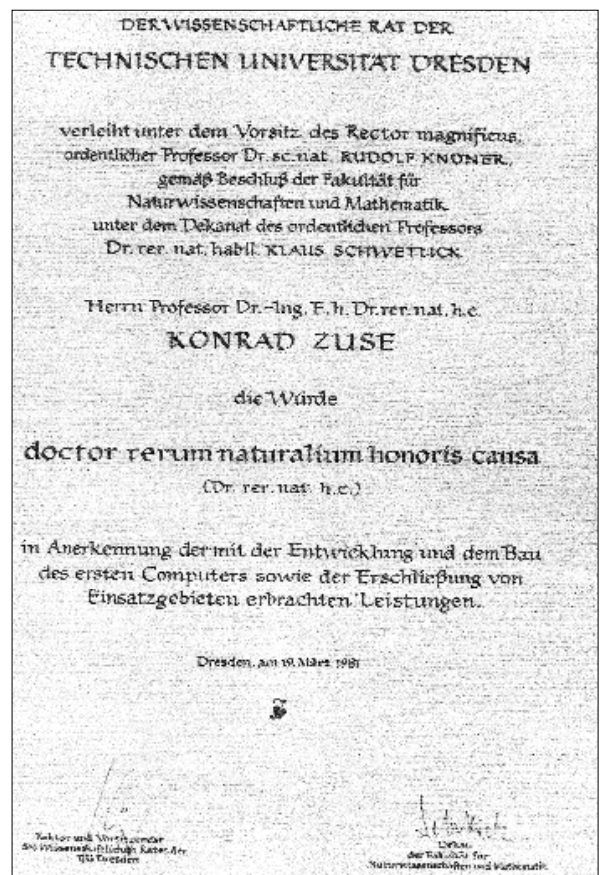 DER WISSENSCHAFTLICHE RAT DER
TECHNISCHEN UNIVERSITÄT DRESDEN
verleiht unter dem Vorsitz des Rector magnificus,
ordentlicher Professor Dr. sc. nat. RUDOLF KNÖNER,
gemäß Beschluß der Fakultät für
Naturwissenschaften und Mathematik
unter dem Dekanat des ordentlichen Professors
Dr. rer. nat. habil. KLAUS SCHWETLICK
Herrn Professor Dr.-Ing. E. h. Dr. rer. nat. h.c.
KONRAD ZUSE
die Würde
doctor rerum naturalium honoris causa
(Dr. rer. nat. h.c.)
in Anerkennung der mit der Entwicklung und dem Bau
des ersten Computers sowie der Erschließung von
Einsatzgebieten erbrachten Leistungen.
Dresden, am 19. März 1981
Rektor und Vorsitzender
des Wissenschaftlichen Rates der
TU Dresden
Dekan
der Fakultät für
Naturwissenschaften und Mathematik